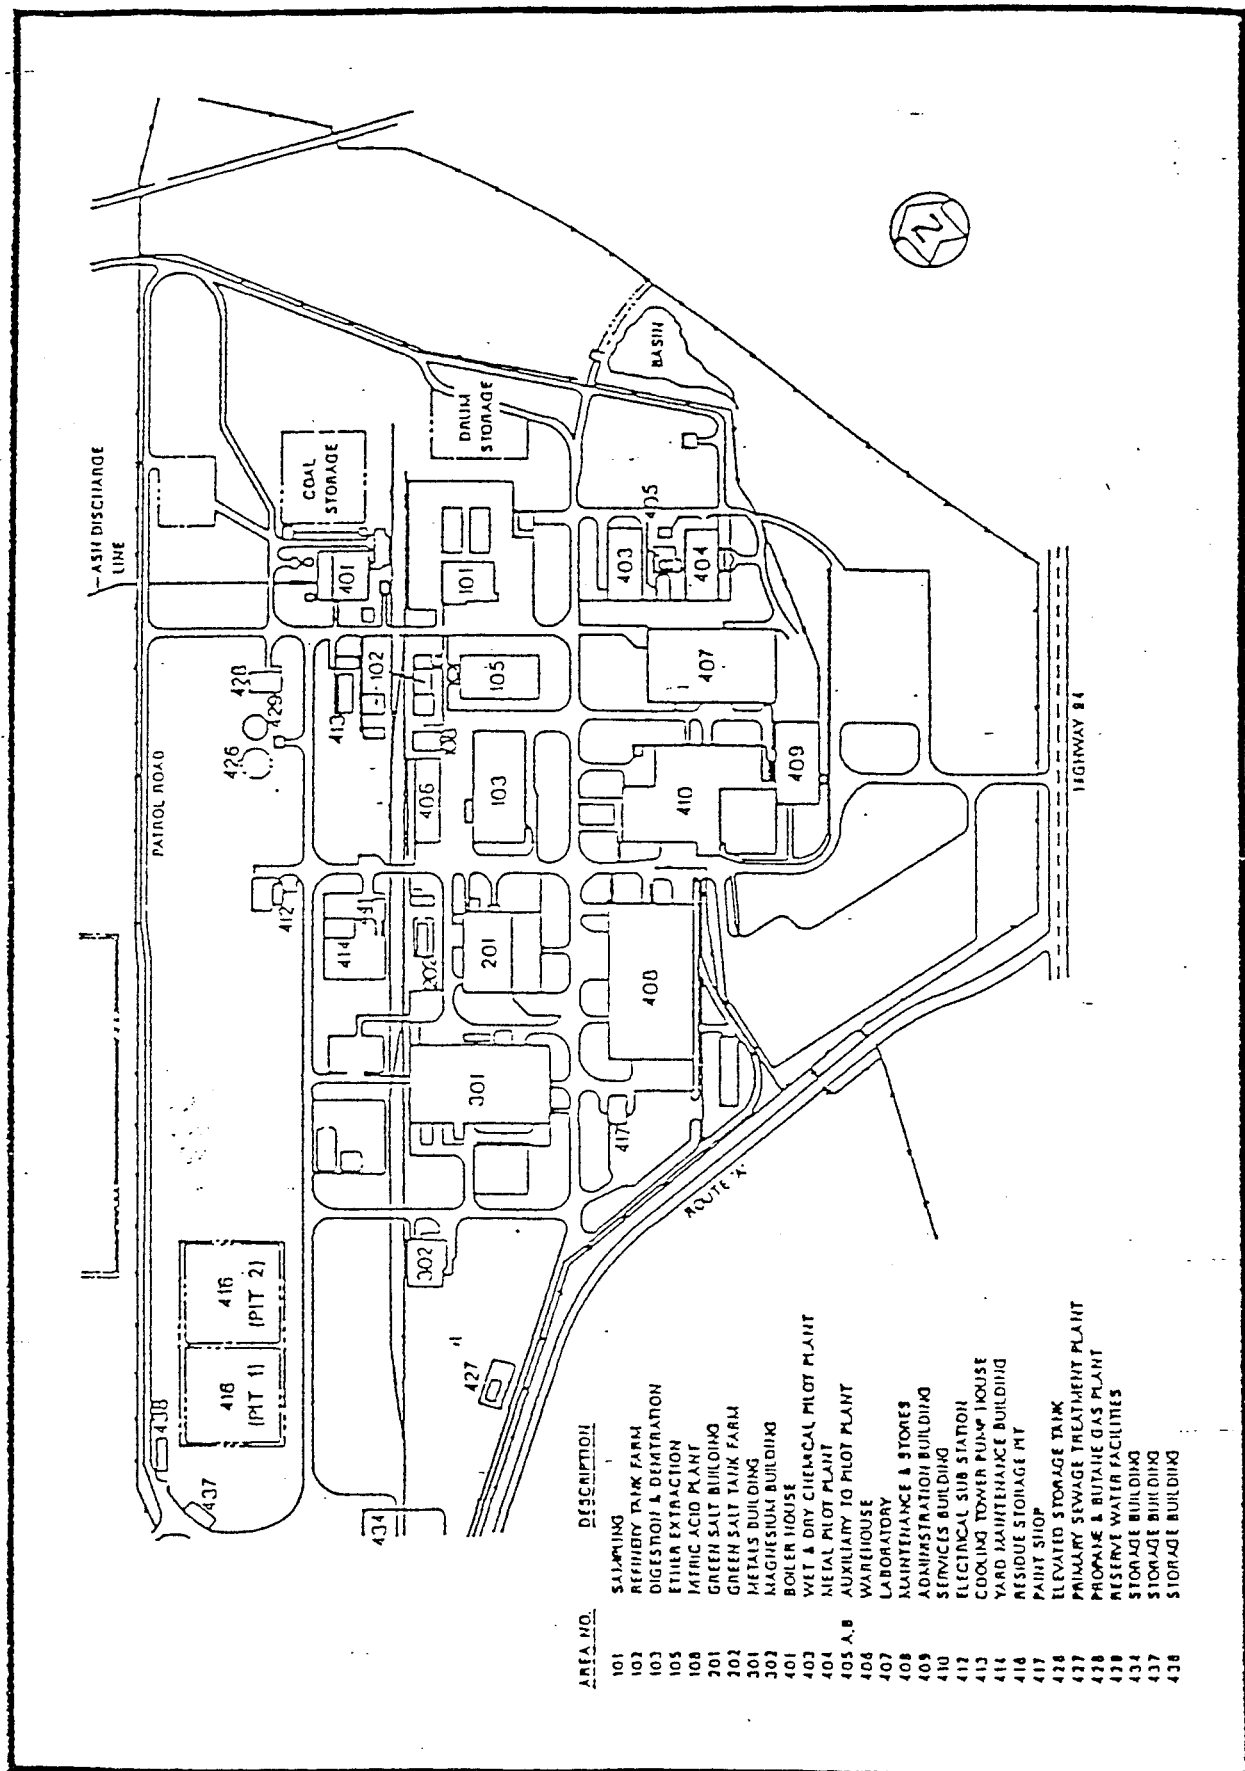 ASH DISCHARGE
LINE
PATROL ROAD
COAL
STORAGE
DRUM
STORAGE
BASIN
N
HIGHWAY 94
ROUTE 'A'
401
101
403
405
404
428
429
426
413
102
105
108
407
406
103
410
409
412
414
202
201
408
301
417
302
416
(PIT 2)
416
(PIT 1)
438
437
434
427
AREA NO. DESCRIPTION
101 SAMPLING
102 REFINERY TANK FARM
103 DIGESTION & DENITRATION
105 ETHER EXTRACTION
108 NITRIC ACID PLANT
201 GREEN SALT BUILDING
202 GREEN SALT TANK FARM
301 METALS BUILDING
302 MAGNESIUM BUILDING
401 BOILER HOUSE
403 WET & DRY CHEMICAL PILOT PLANT
404 METAL PILOT PLANT
405 A,B AUXILIARY TO PILOT PLANT
406 WAREHOUSE
407 LABORATORY
408 MAINTENANCE & STORES
409 ADMINISTRATION BUILDING
410 SERVICES BUILDING
412 ELECTRICAL SUB STATION
413 COOLING TOWER PUMP HOUSE
414 YARD MAINTENANCE BUILDING
416 RESIDUE STORAGE PIT
417 PAINT SHOP
426 ELEVATED STORAGE TANK
427 PRIMARY SEWAGE TREATMENT PLANT
428 PROPANE & BUTANE GAS PLANT
429 RESERVE WATER FACILITIES
434 STORAGE BUILDING
437 STORAGE BUILDING
438 STORAGE BUILDING